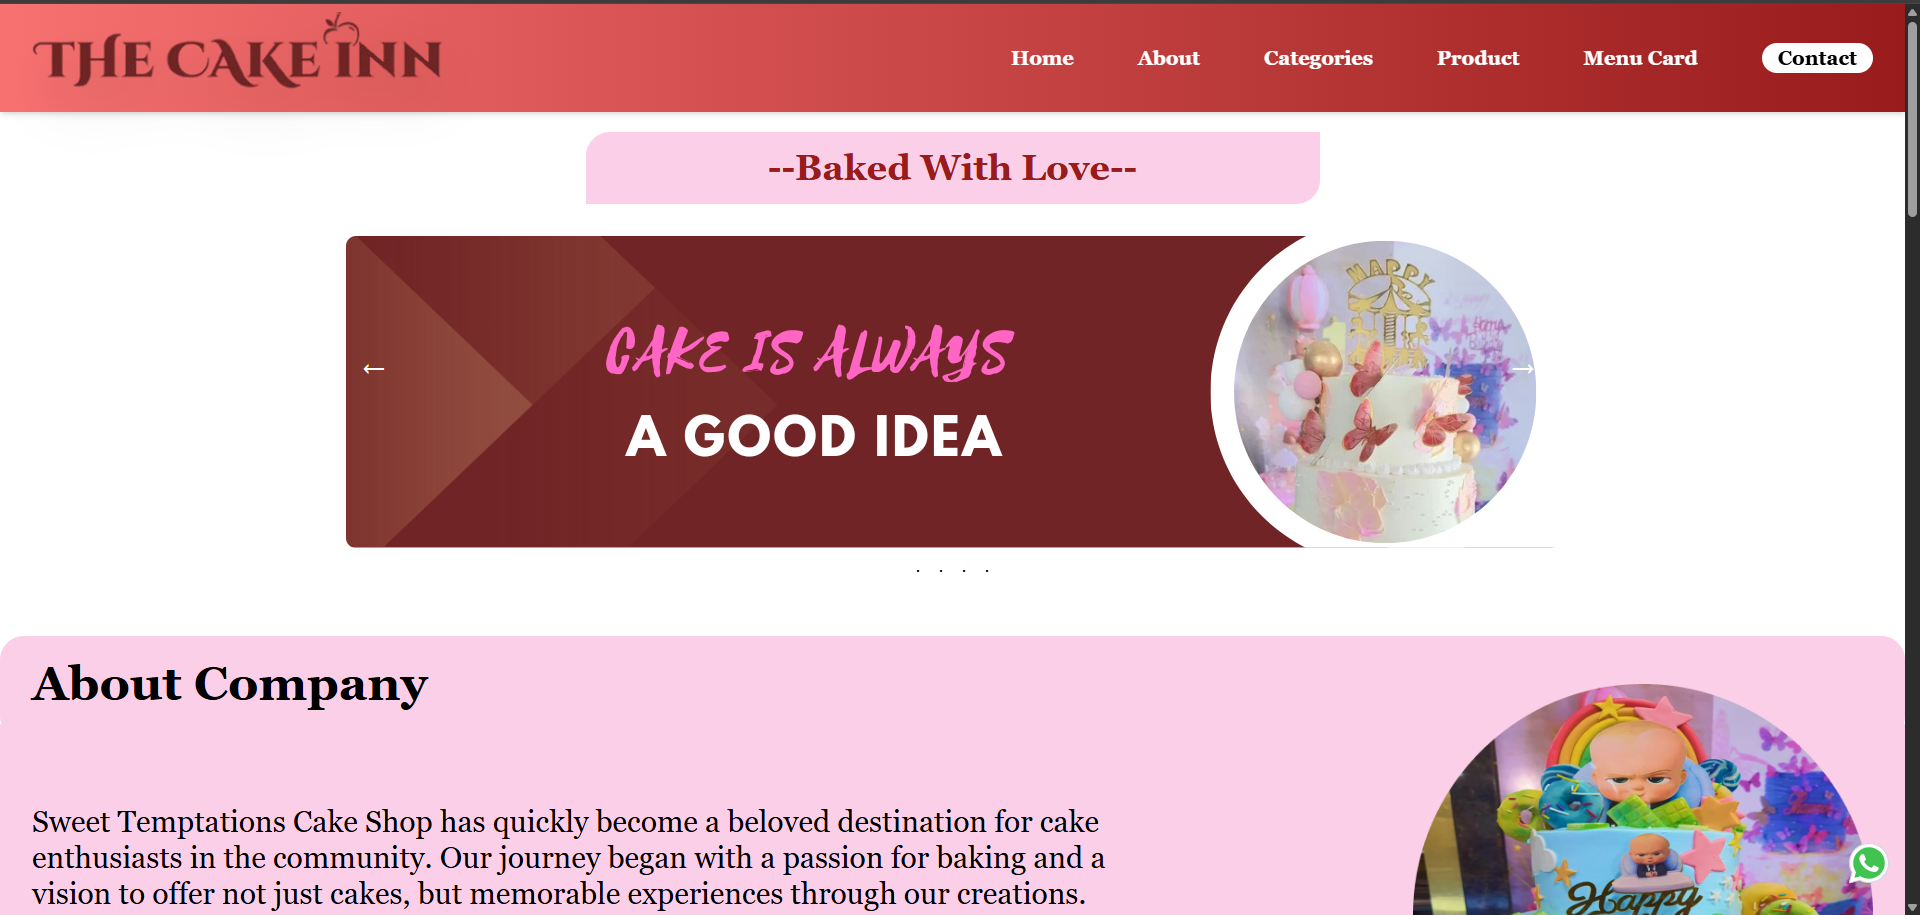 THE CAKE INN
Home About Categories Product Menu Card Contact
--Baked With Love--
CAKE IS ALWAYS
A GOOD IDEA
HAPPY
←
→
. . . .
About Company
Sweet Temptations Cake Shop has quickly become a beloved destination for cake
enthusiasts in the community. Our journey began with a passion for baking and a
vision to offer not just cakes, but memorable experiences through our creations.
Happy